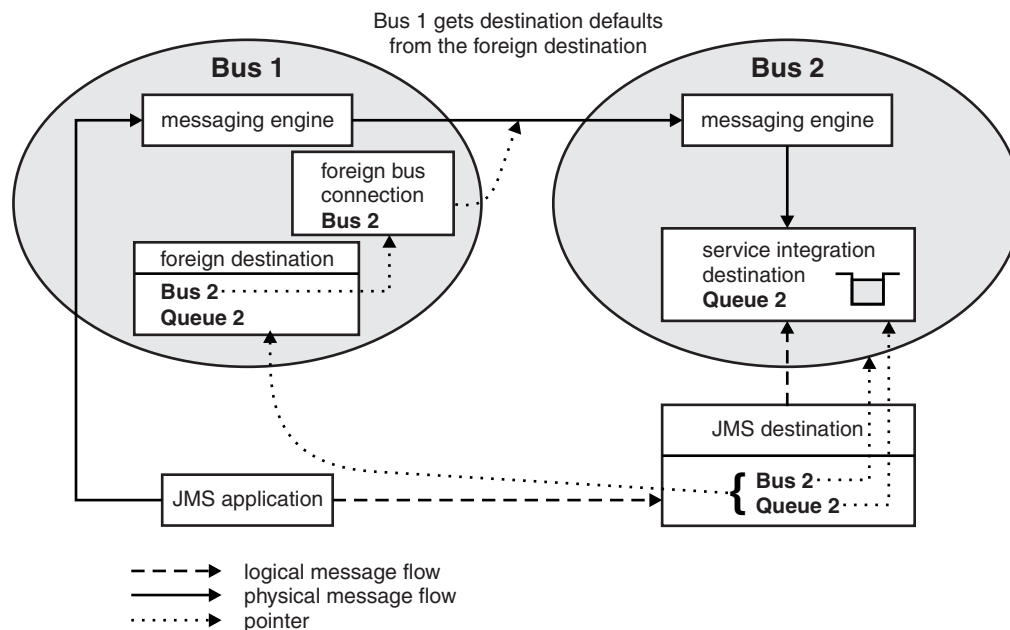 Bus 1 gets destination defaults
from the foreign destination
Bus 1
messaging engine
foreign bus
connection
Bus 2
foreign destination
Bus 2
Queue 2
Bus 2
messaging engine
service integration
destination
Queue 2
JMS application
JMS destination
{ Bus 2
Queue 2
logical message flow
physical message flow
pointer